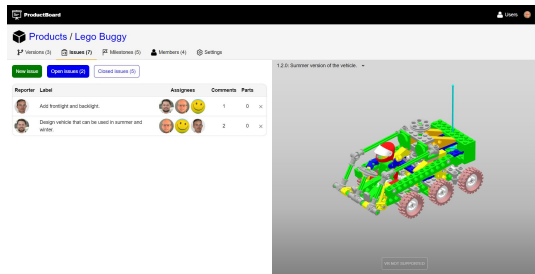 ProductBoard
Users
Products / Lego Buggy
Versions (3) Issues (7) Milestones (5) Members (4) Settings
New issue Open issues (2) Closed issues (5)
1.2.0: Summer version of the vehicle.
Reporter Label Assignees Comments Parts
Add frontlight and backlight. 1 0 ×
Design vehicle that can be used in summer and
winter. 2 0 ×